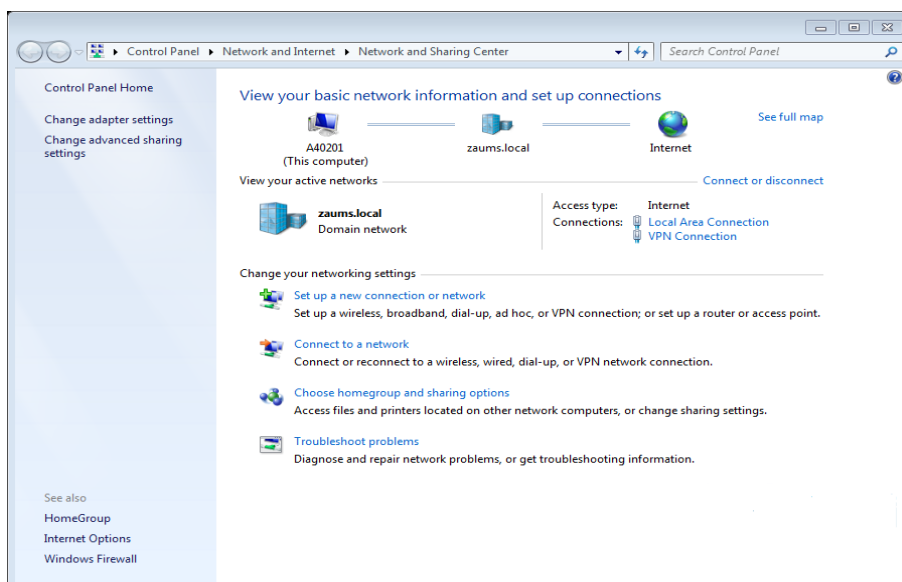 Control Panel Network and Internet Network and Sharing Center Search Control Panel
Control Panel Home
Change adapter settings
Change advanced sharing
settings
View your basic network information and set up connections
See full map
A40201
(This computer)
zaums.local
Internet
View your active networks
Connect or disconnect
zaums.local
Domain network
Access type: Internet
Connections: Local Area Connection
VPN Connection
Change your networking settings
Set up a new connection or network
Set up a wireless, broadband, dial-up, ad hoc, or VPN connection; or set up a router or access point.
Connect to a network
Connect or reconnect to a wireless, wired, dial-up, or VPN network connection.
Choose homegroup and sharing options
Access files and printers located on other network computers, or change sharing settings.
Troubleshoot problems
Diagnose and repair network problems, or get troubleshooting information.
See also
HomeGroup
Internet Options
Windows Firewall